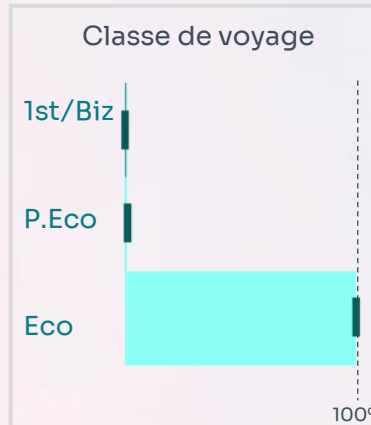 Classe de voyage
1st/Biz
P.Eco
Eco
100%